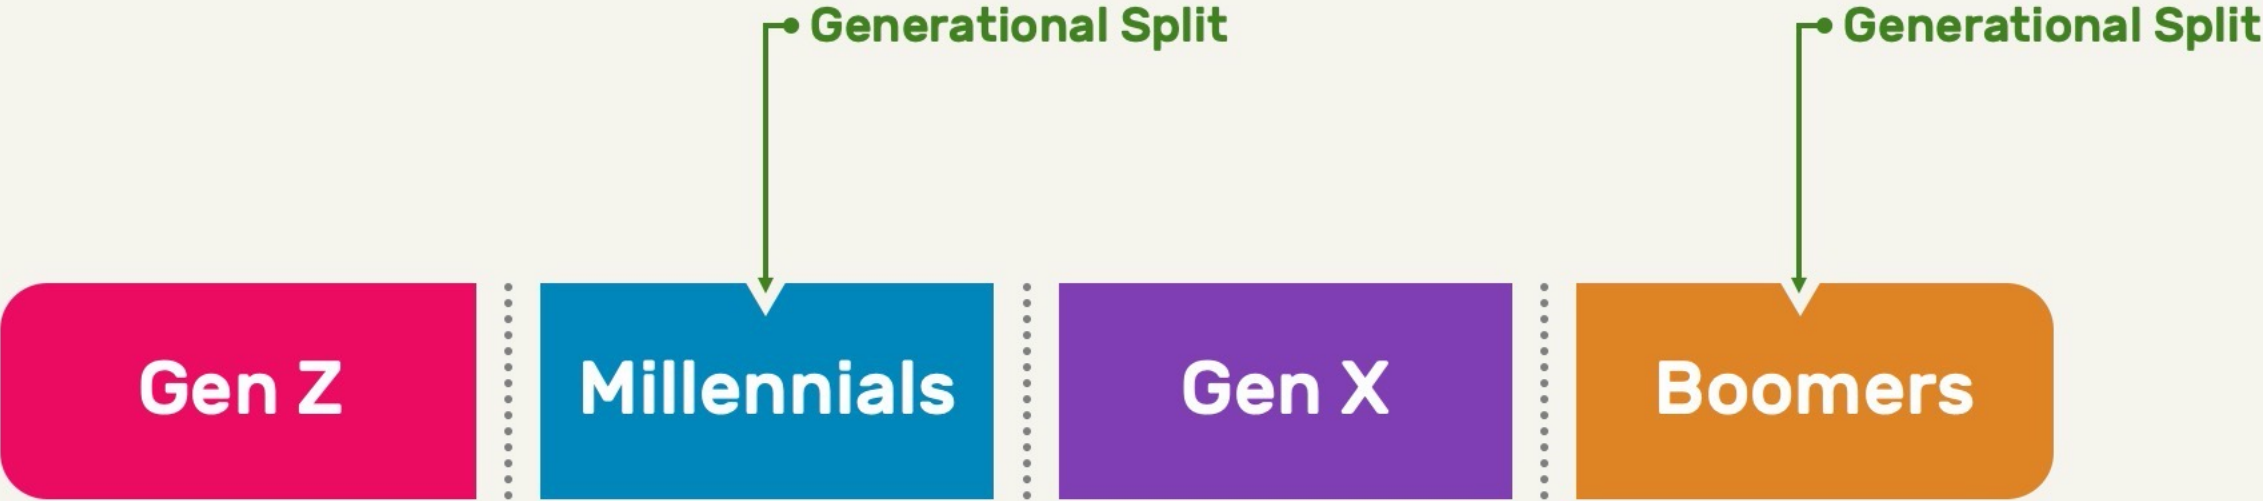 Generational Split
Generational Split
Gen Z
Millennials
Gen X
Boomers